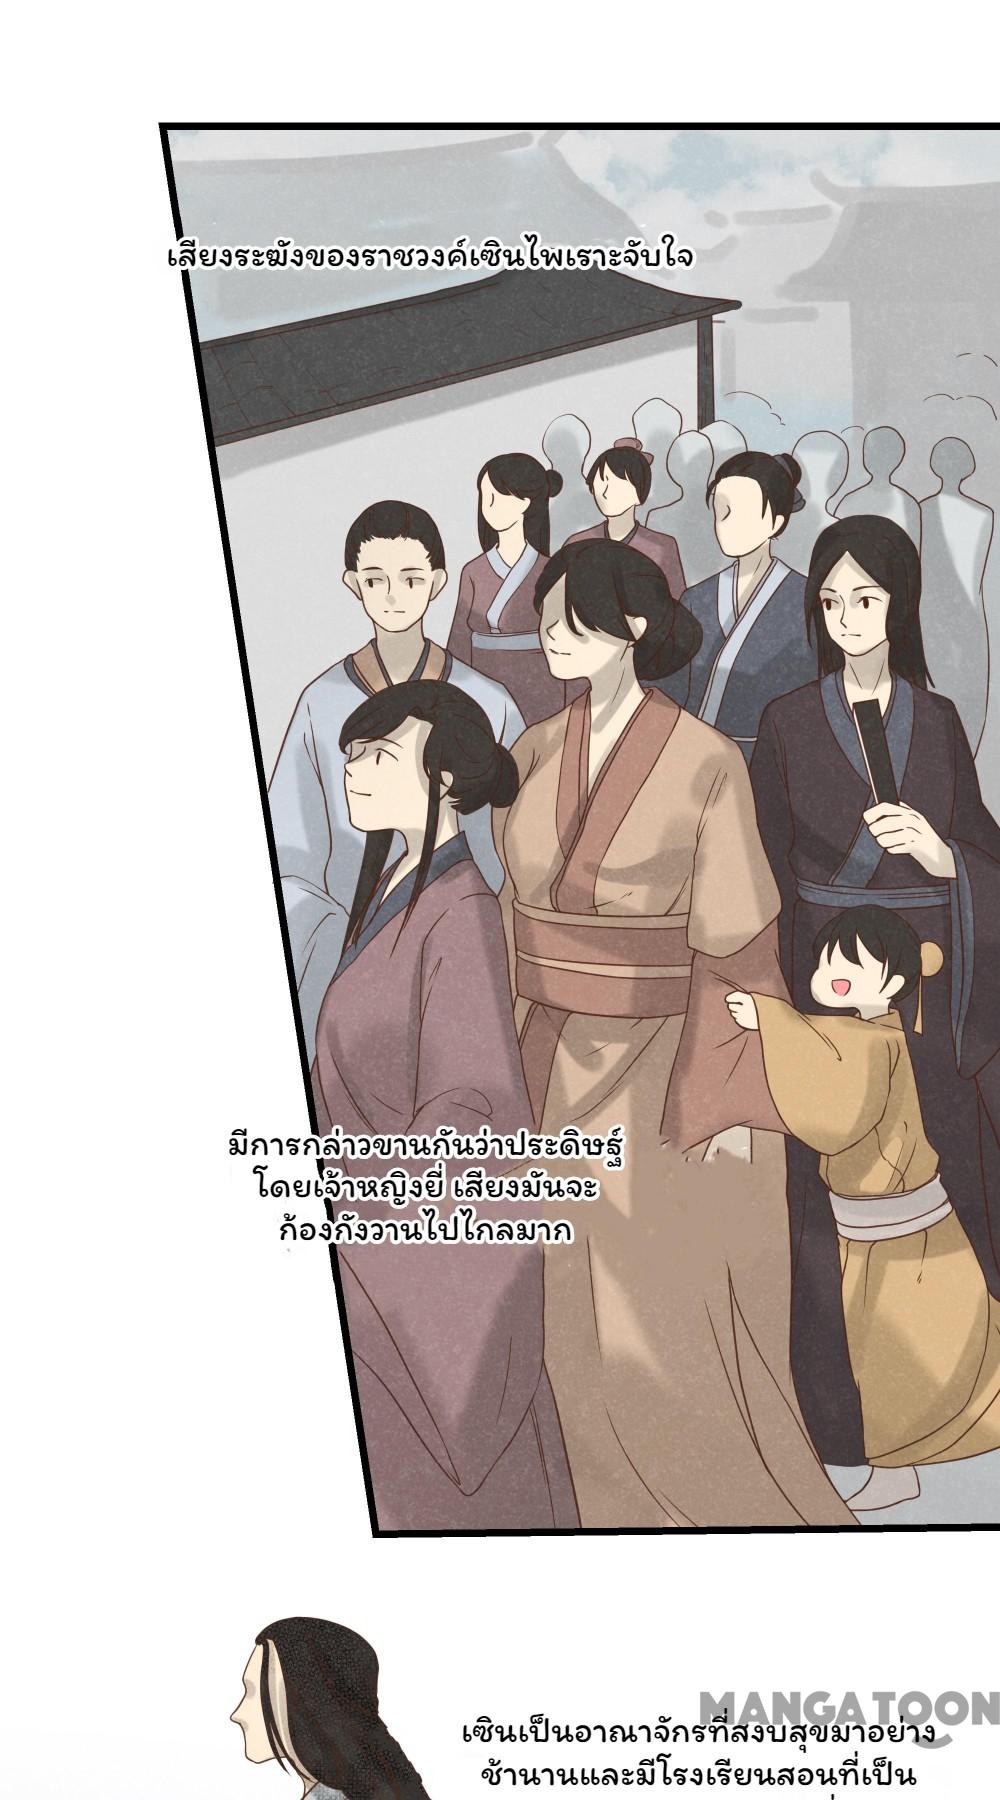 เสียงระฆังของราชวงค์เซินไพเราะจับใจ
มีการกล่าวขานกันว่าประดิษฐ์
โดยเจ้าหญิงยี่ เสียงมันจะ
ก้องกังวานไปไกลมาก
MANGATOON
เซินเป็นอาณาจักรที่สงบสุขมาอย่าง
ช้านานและมีโรงเรียนสอนที่เป็น